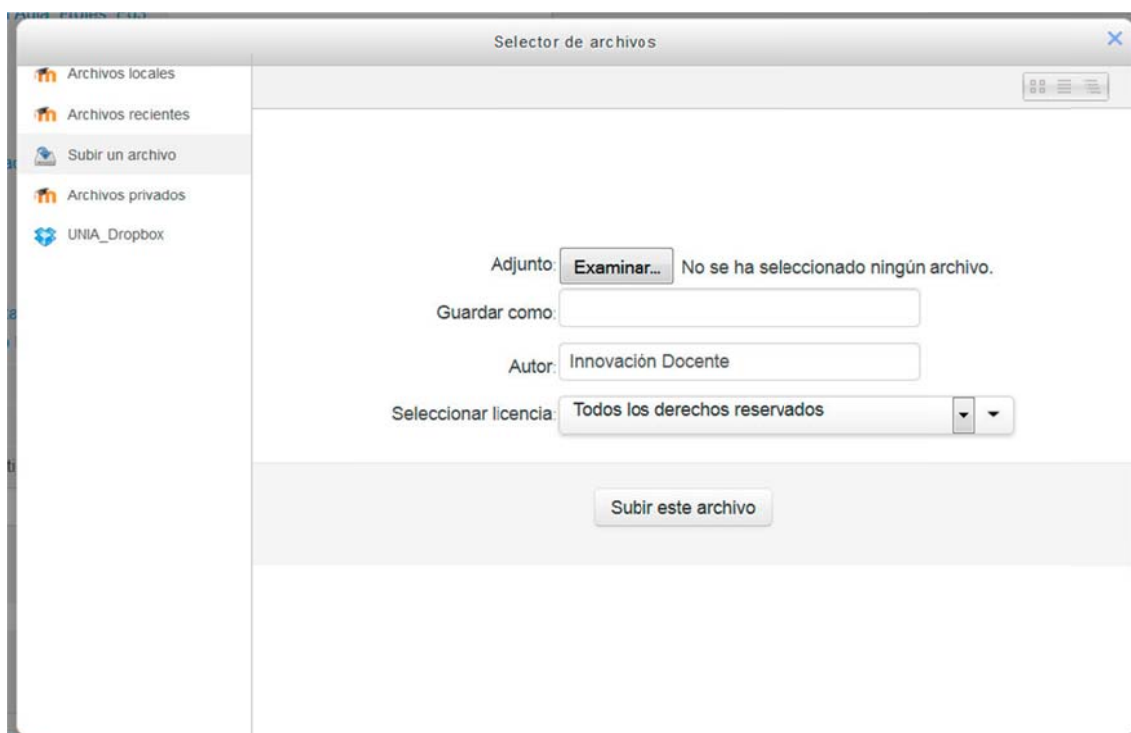 Selector de archivos
Archivos locales
Archivos recientes
Subir un archivo
Archivos privados
UNIA_Dropbox
Adjunto: Examinar... No se ha seleccionado ningún archivo.
Guardar como:
Autor: Innovación Docente
Seleccionar licencia: Todos los derechos reservados
Subir este archivo